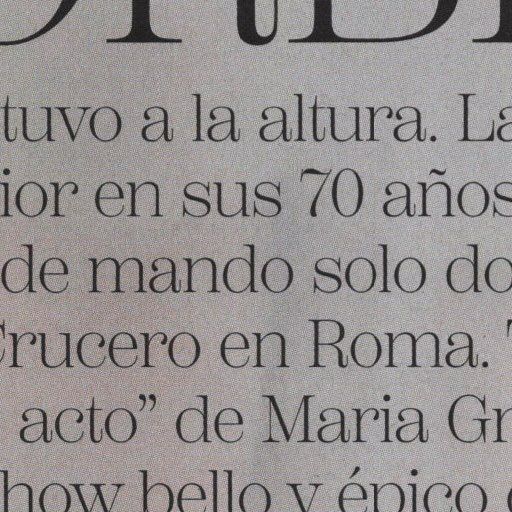 tuvo a la altura. La
ior en sus 70 años
de mando solo do
Crucero en Roma.
acto” de Maria Gr
how bello y épico